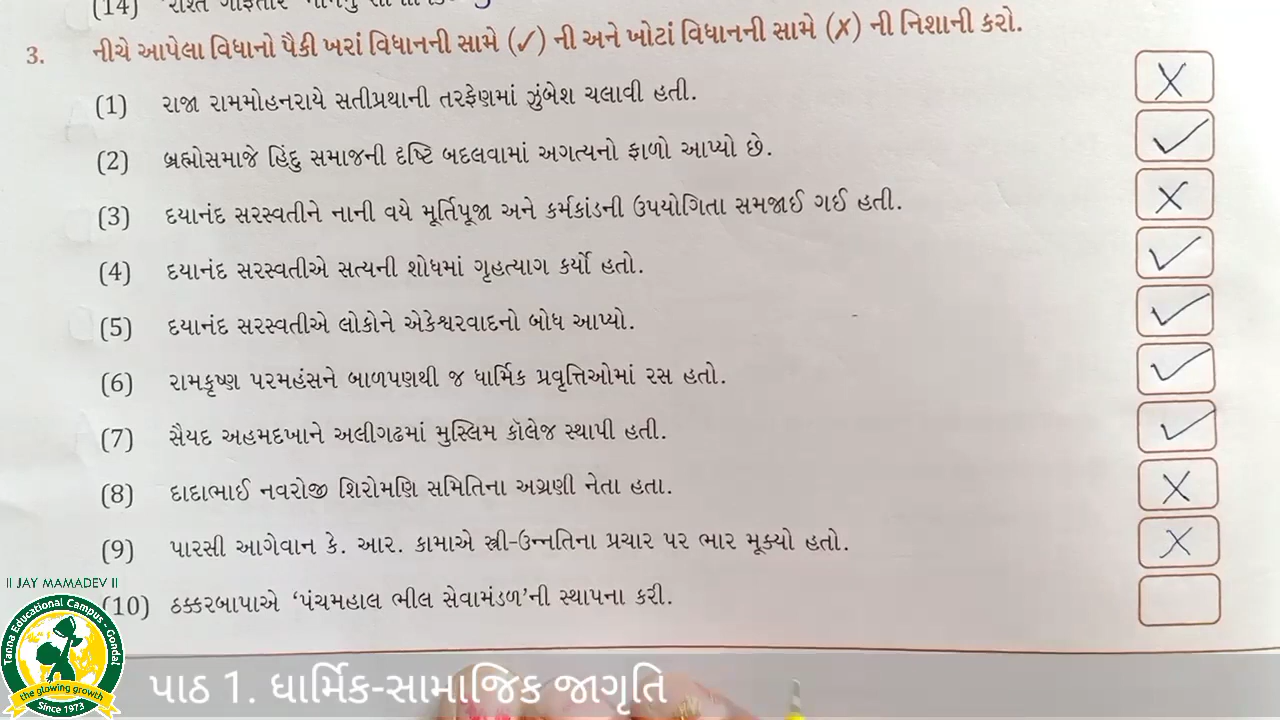 (14)
3. નીચે આપેલા વિધાનો પૈકી ખરાં વિધાનની સામે (✓) ની અને ખોટાં વિધાનની સામે (✗) ની નિશાની કરો.
(1) રાજા રામમોહનરાયે સતીપ્રથાની તરફેણમાં ઝુંબેશ ચલાવી હતી. ✗
(2) બ્રહ્મોસમાજે હિંદુ સમાજની દૃષ્ટિ બદલવામાં અગત્યનો ફાળો આપ્યો છે. ✓
(3) દયાનંદ સરસ્વતીને નાની વયે મૂર્તિપૂજા અને કર્મકાંડની ઉપયોગિતા સમજાઈ ગઈ હતી. ✗
(4) દયાનંદ સરસ્વતીએ સત્યની શોધમાં ગૃહત્યાગ કર્યો હતો. ✓
(5) દયાનંદ સરસ્વતીએ લોકોને એકેશ્વરવાદનો બોધ આપ્યો. ✓
(6) રામકૃષ્ણ પરમહંસને બાળપણથી જ ધાર્મિક પ્રવૃત્તિઓમાં રસ હતો. ✓
(7) સૈયદ અહમદખાને અલીગઢમાં મુસ્લિમ કૉલેજ સ્થાપી હતી. ✓
(8) દાદાભાઈ નવરોજી શિરોમણિ સમિતિના અગ્રણી નેતા હતા. ✗
(9) પારસી આગેવાન કે. આર. કામાએ સ્ત્રી-ઉન્નતિના પ્રચાર પર ભાર મૂક્યો હતો. ✗
(10) ઠક્કરબાપાએ ‘પંચમહાલ ભીલ સેવામંડળ’ની સ્થાપના કરી.
॥ JAY MAMADEV ॥
Tanna Educational Campus - Gondal
the glowing growth
Since 1973
પાઠ 1. ધાર્મિક-સામાજિક જાગૃતિ